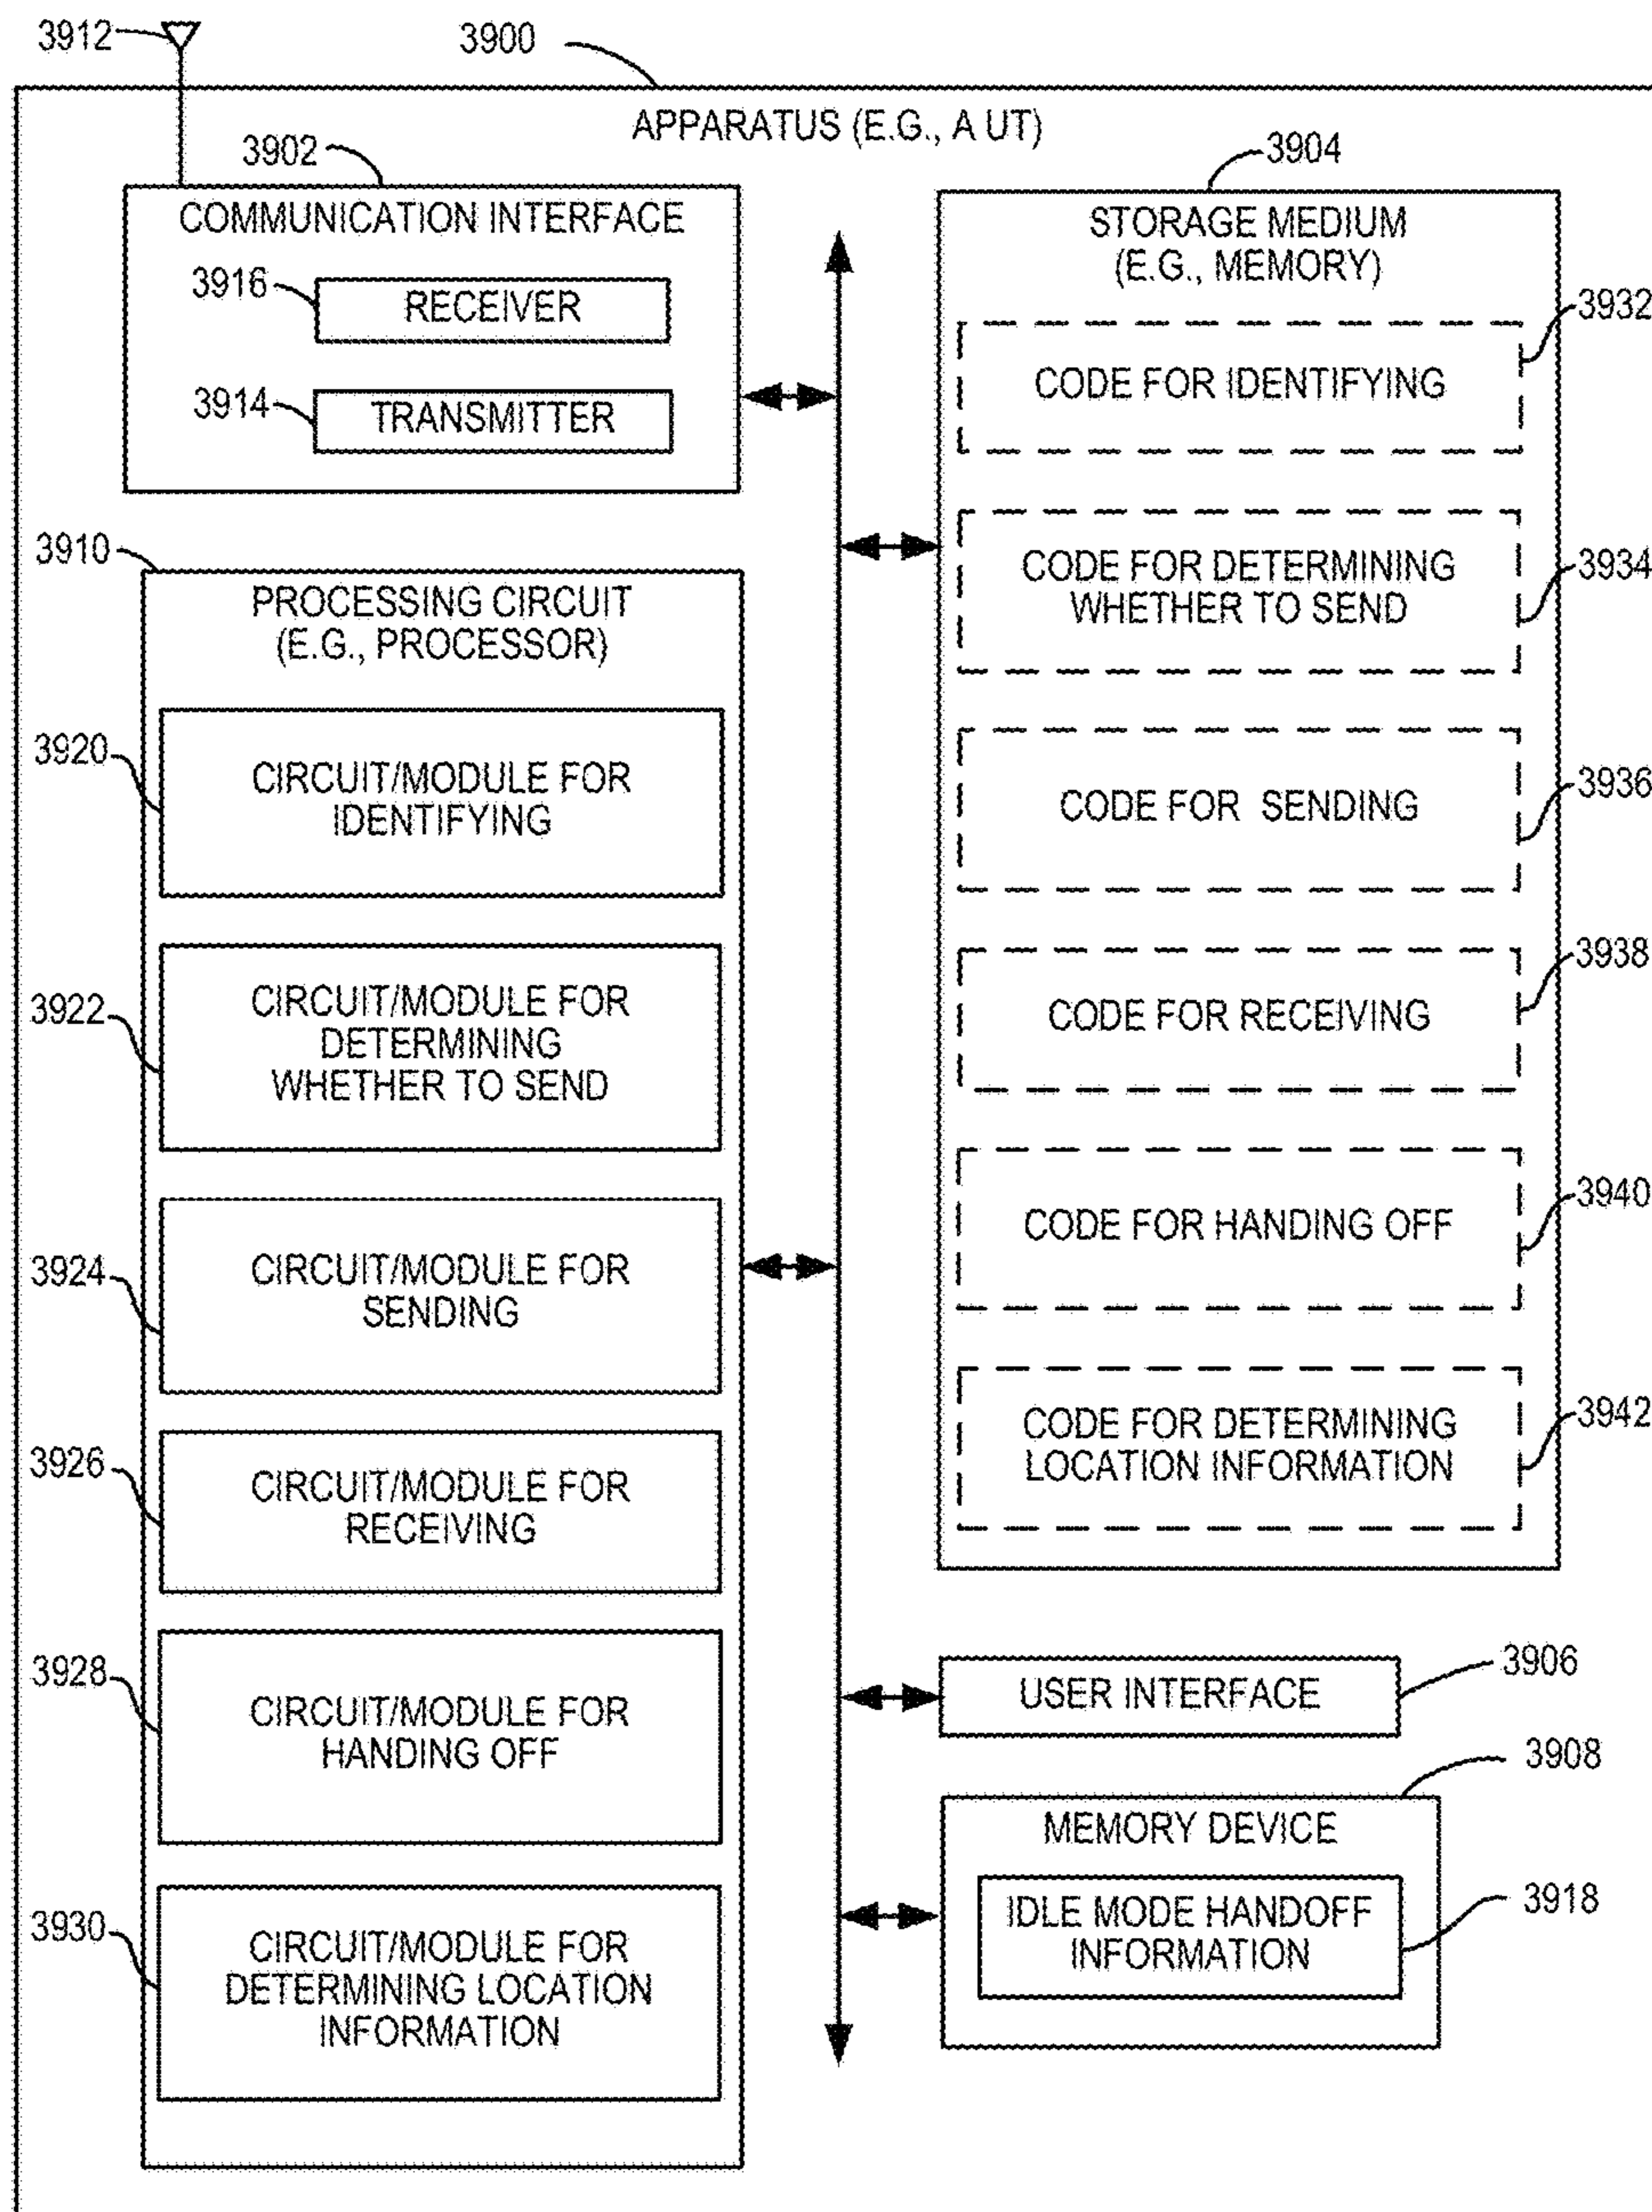 3912
3900
APPARATUS (E.G., A UT)
3902
COMMUNICATION INTERFACE
3916
RECEIVER
3914
TRANSMITTER
3910
PROCESSING CIRCUIT
(E.G., PROCESSOR)
3920
CIRCUIT/MODULE FOR
IDENTIFYING
3922
CIRCUIT/MODULE FOR
DETERMINING
WHETHER TO SEND
3924
CIRCUIT/MODULE FOR
SENDING
3926
CIRCUIT/MODULE FOR
RECEIVING
3928
CIRCUIT/MODULE FOR
HANDING OFF
3930
CIRCUIT/MODULE FOR
DETERMINING LOCATION
INFORMATION
3904
STORAGE MEDIUM
(E.G., MEMORY)
3932
CODE FOR IDENTIFYING
CODE FOR DETERMINING
WHETHER TO SEND
3934
CODE FOR SENDING
3936
3938
CODE FOR RECEIVING
3940
CODE FOR HANDING OFF
3942
CODE FOR DETERMINING
LOCATION INFORMATION
3906
USER INTERFACE
3908
MEMORY DEVICE
IDLE MODE HANDOFF
INFORMATION
3918